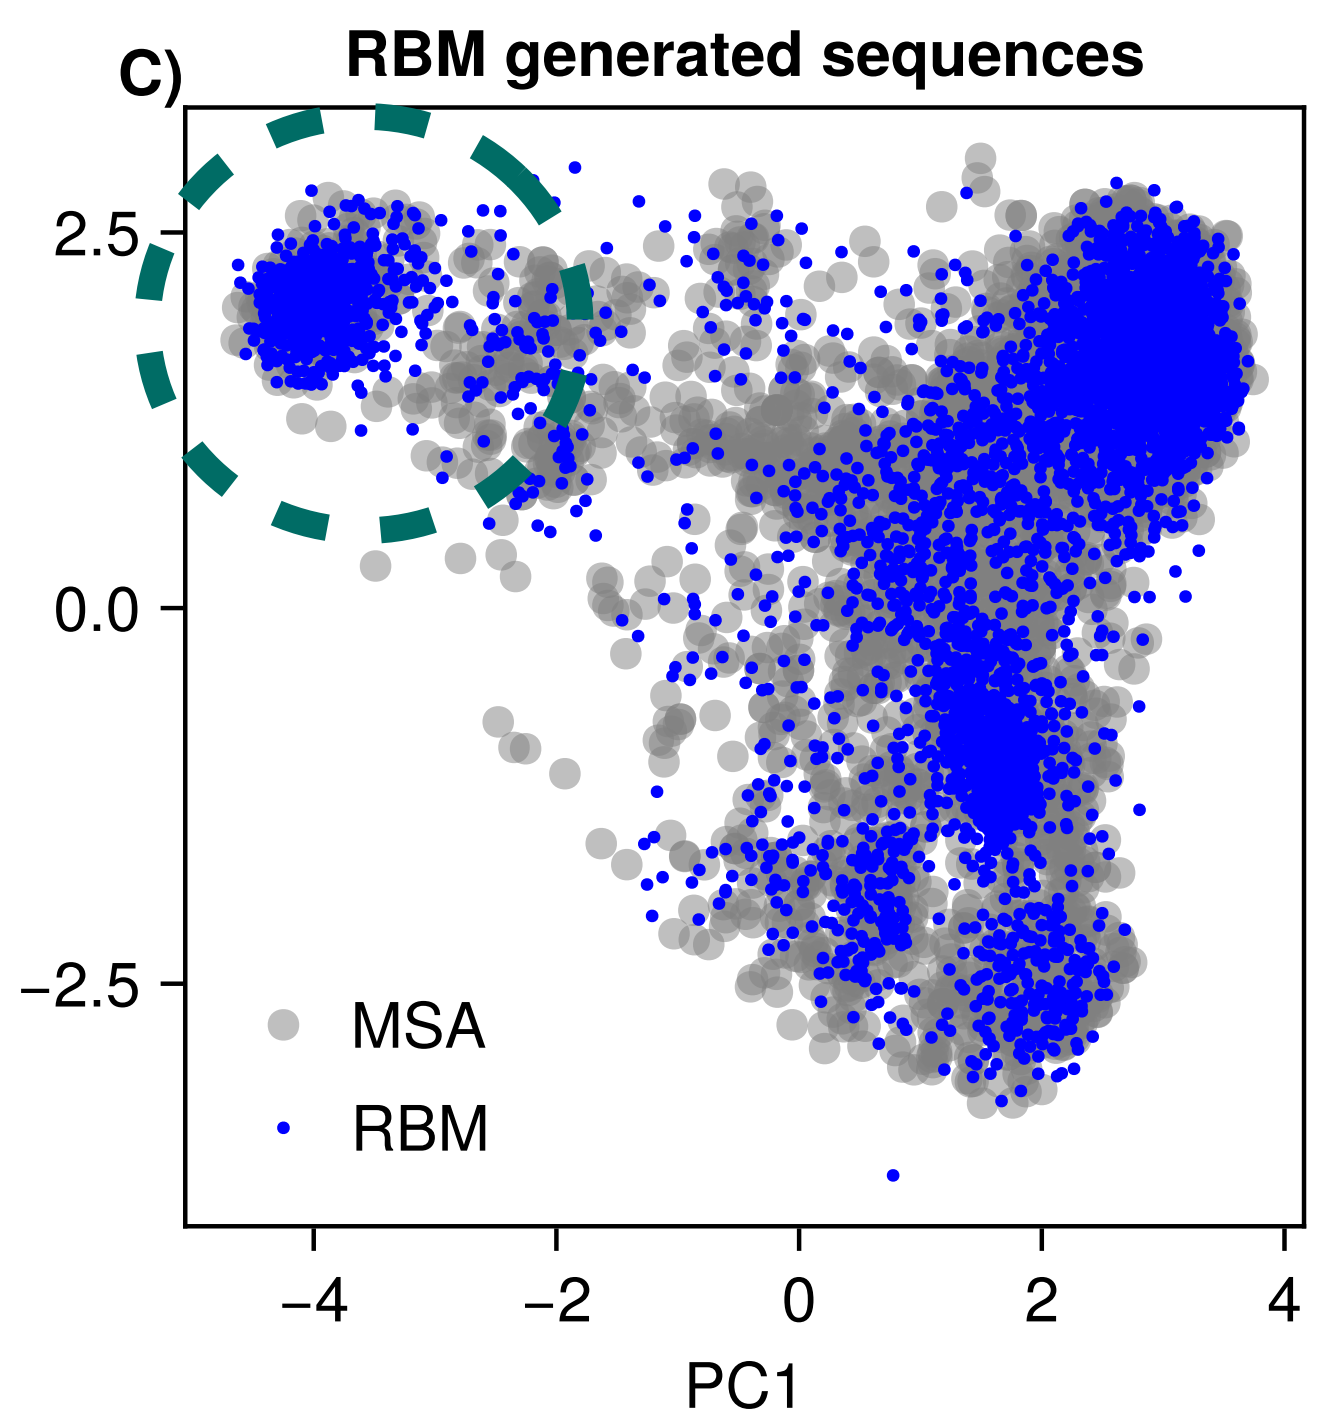 C)
RBM generated sequences
2.5
0.0
−2.5
MSA
RBM
−4 −2 0 2 4
PC1